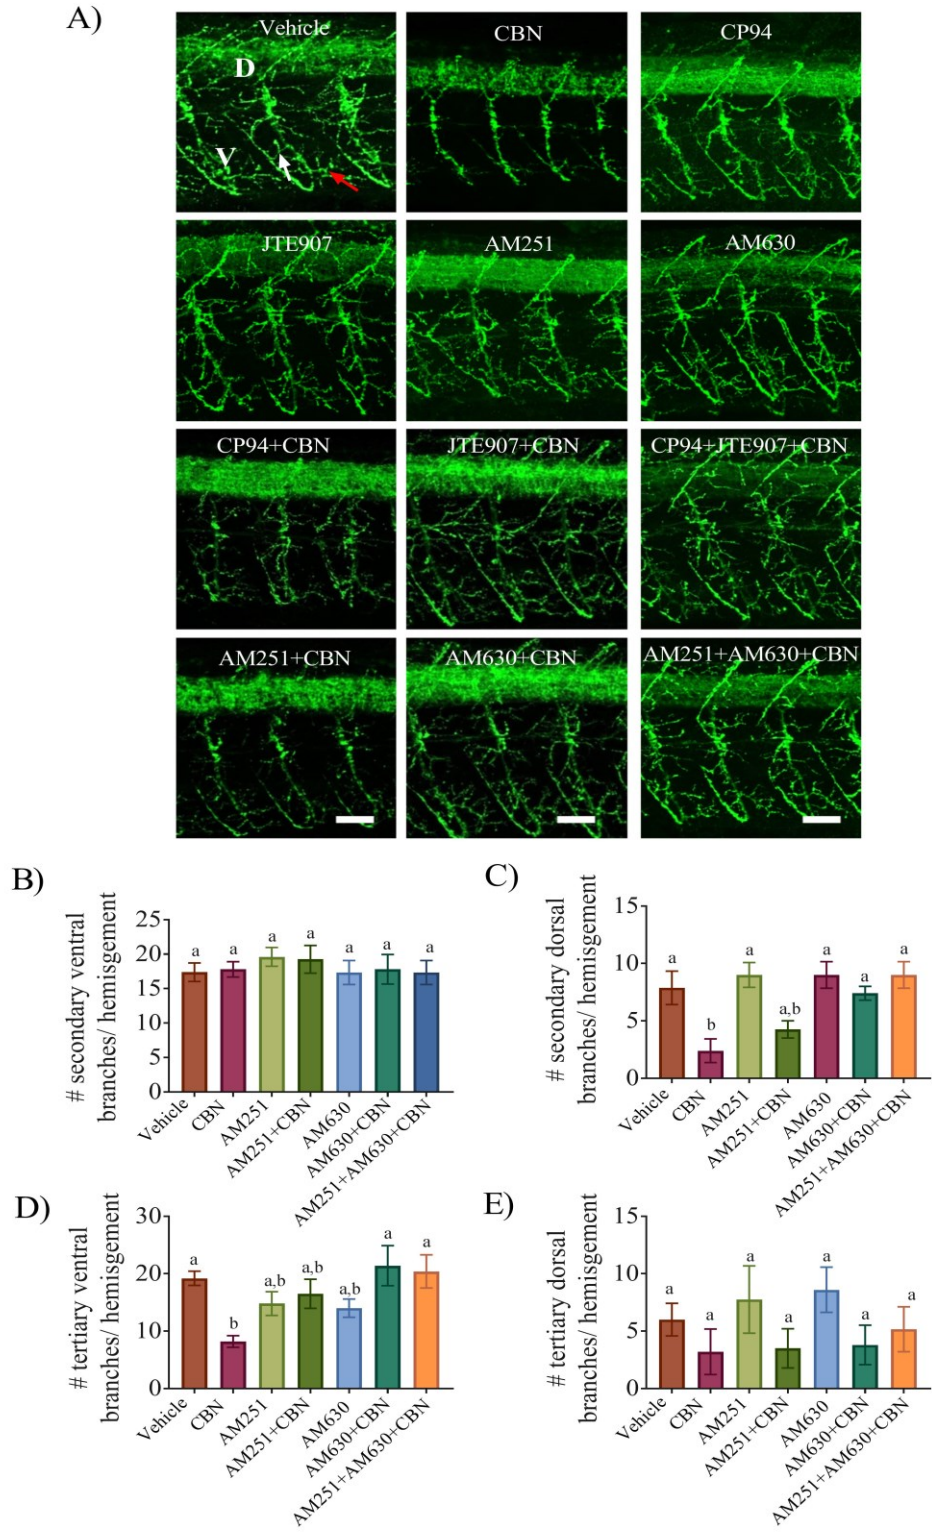 A)
Vehicle
D
V
CBN
CP94
JTE907
AM251
AM630
CP94+CBN
JTE907+CBN
CP94+JTE907+CBN
AM251+CBN
AM630+CBN
AM251+AM630+CBN
B)
# secondary ventral
branches/ hemisgement
25
20
15
10
5
0
a a a a a a a
Vehicle
CBN
AM251
AM251+CBN
AM630
AM630+CBN
AM251+AM630+CBN
C)
# secondary dorsal
branches/ hemisgement
15
10
5
0
a b a a,b a a a
Vehicle
CBN
AM251
AM251+CBN
AM630
AM630+CBN
AM251+AM630+CBN
D)
# tertiary ventral
branches/ hemisgement
30
20
10
0
a b a,b a,b a,b a a
Vehicle
CBN
AM251
AM251+CBN
AM630
AM630+CBN
AM251+AM630+CBN
E)
# tertiary dorsal
branches/ hemisgement
15
10
5
0
a a a a a a a
Vehicle
CBN
AM251
AM251+CBN
AM630
AM630+CBN
AM251+AM630+CBN